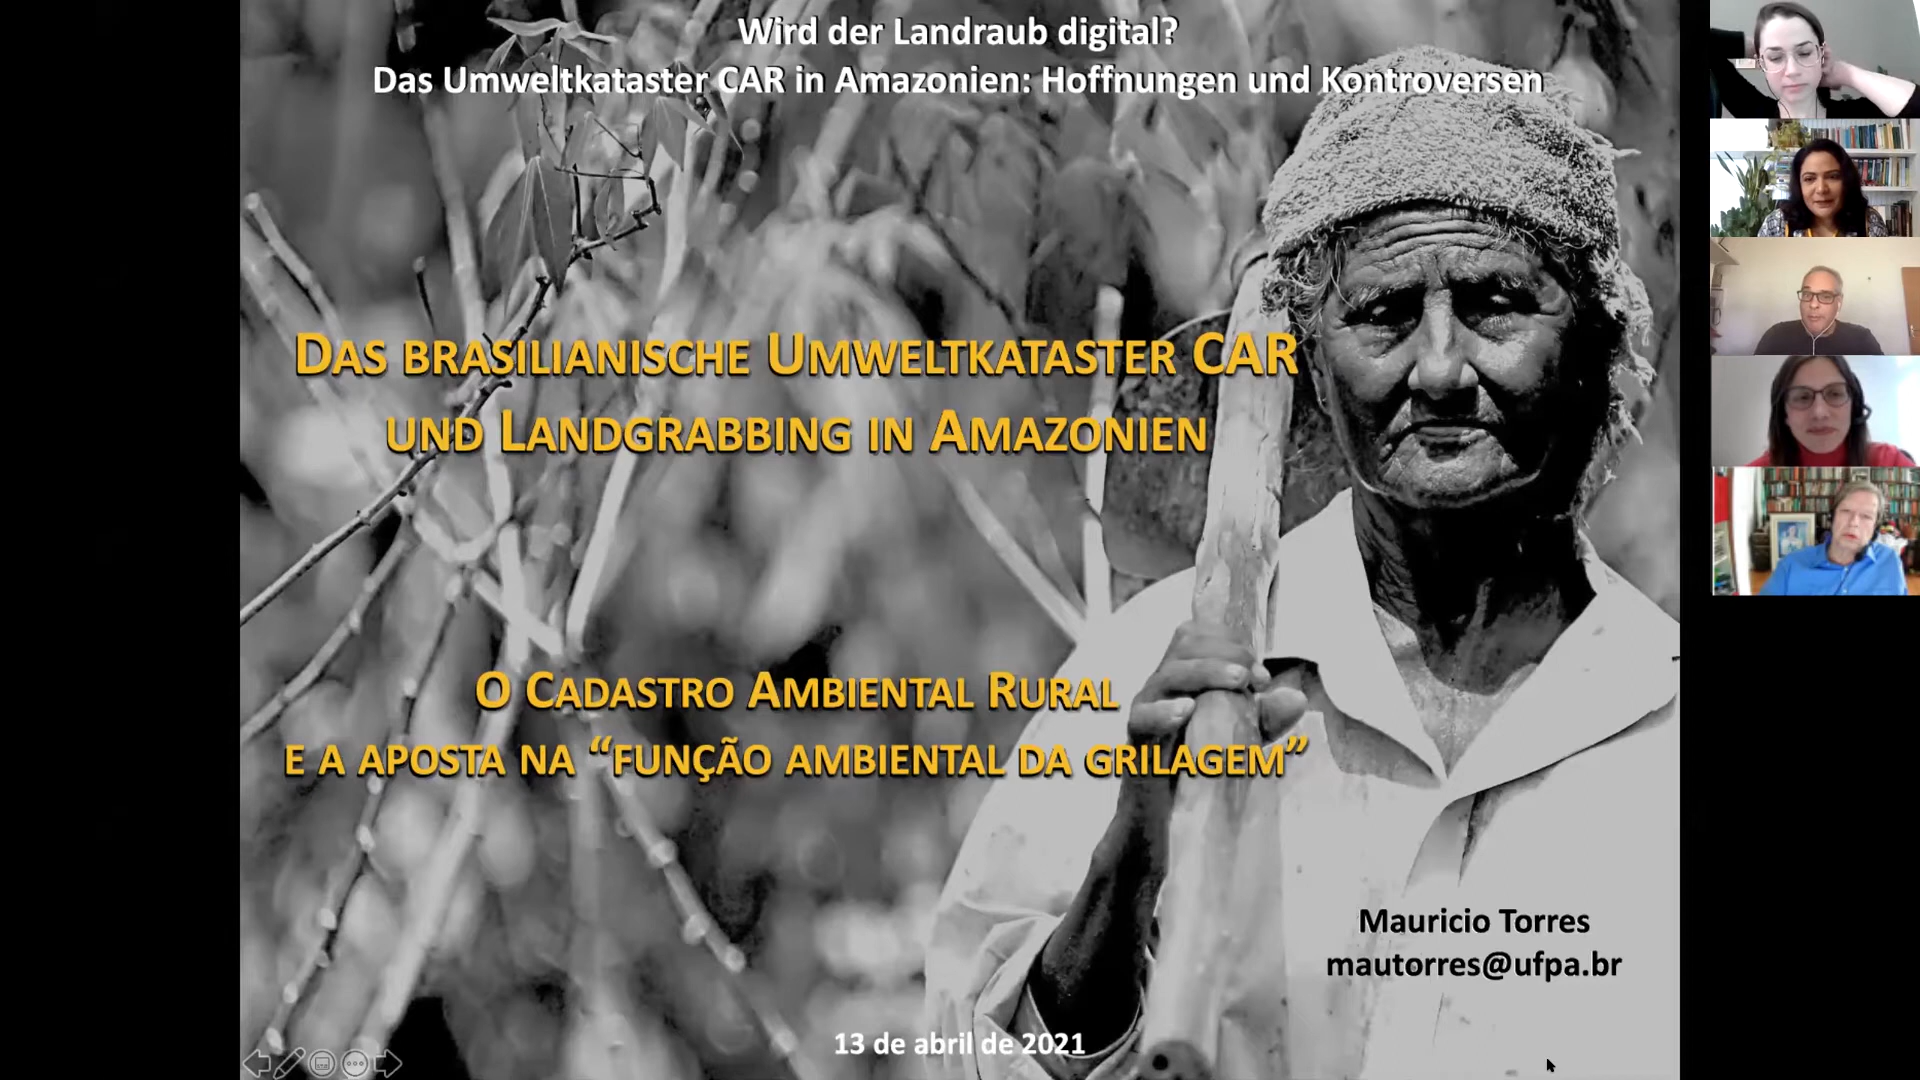 Wird der Landraub digital?
Das Umweltkataster CAR in Amazonien: Hoffnungen und Kontroversen
Das brasilianische Umweltkataster CAR
und Landgrabbing in Amazonien
O Cadastro Ambiental Rural
e a aposta na “função ambiental da grilagem”
Mauricio Torres
mautorres@ufpa.br
13 de abril de 2021